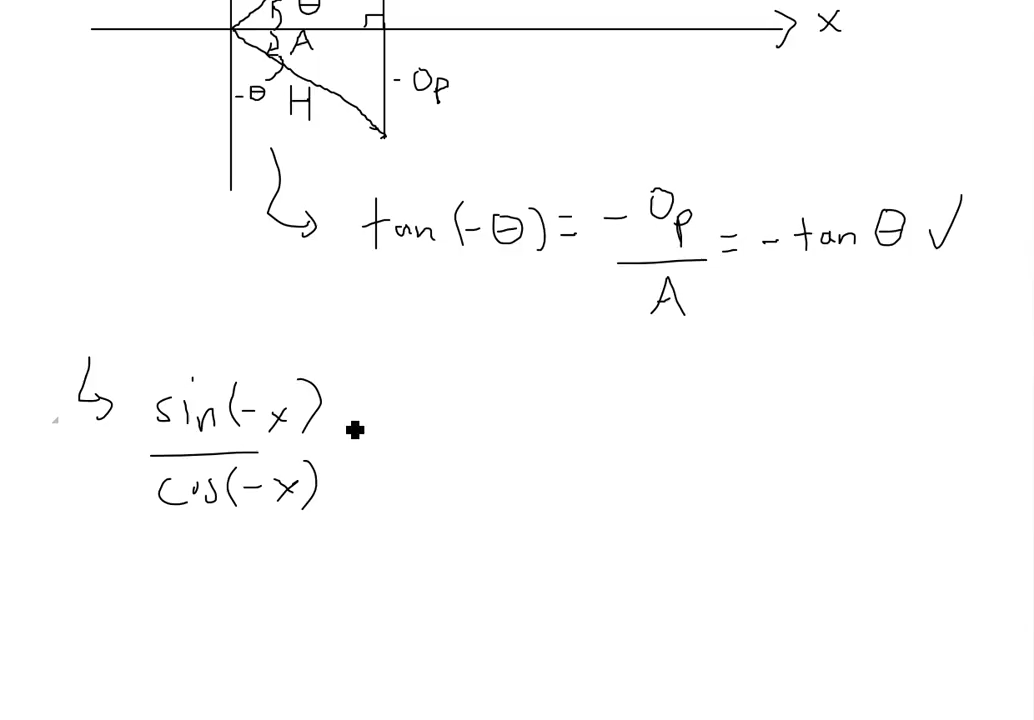 θ
x
A
- Op
-θ
H
tan(-θ) = - Op / A = - tan θ ✓
sin(-x)
cos(-x)